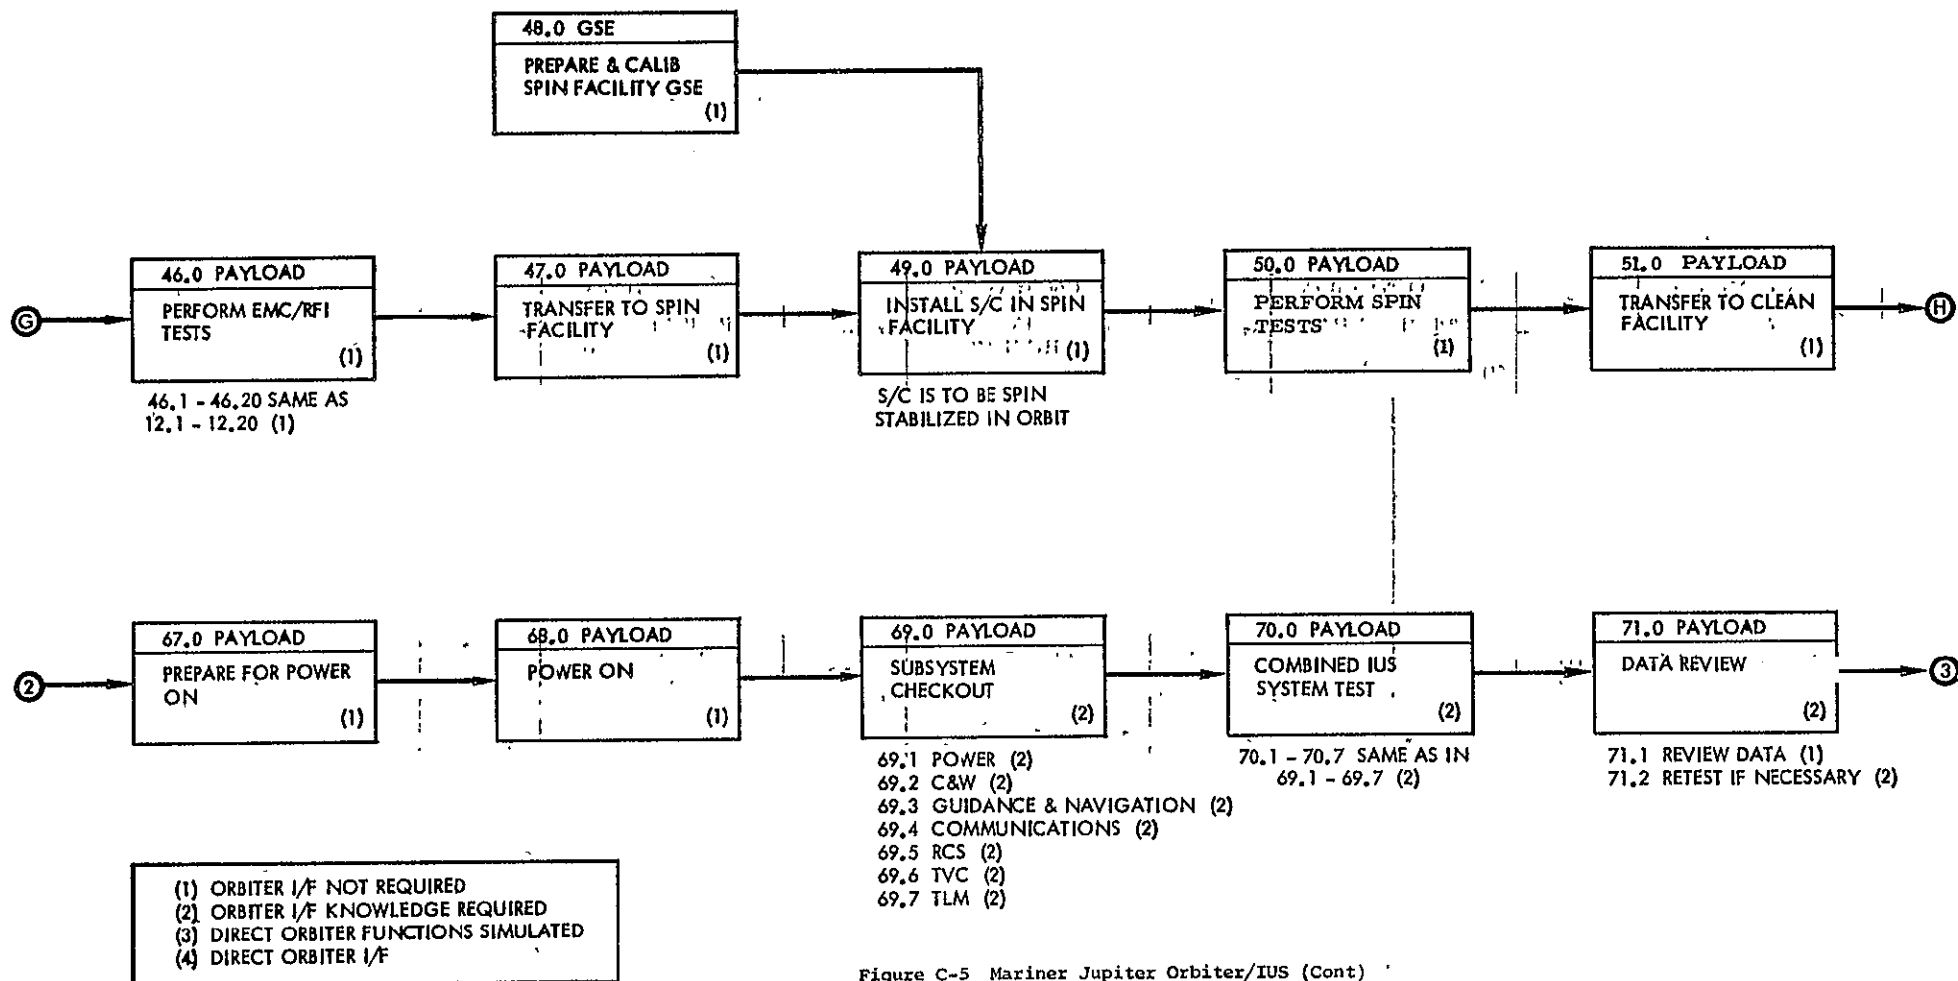 48.0 GSE
PREPARE & CALIB
SPIN FACILITY GSE
(1)
G
46.0 PAYLOAD
PERFORM EMC/RFI
TESTS
(1)
46.1 - 46.20 SAME AS
12.1 - 12.20 (1)
47.0 PAYLOAD
TRANSFER TO SPIN
FACILITY
(1)
49.0 PAYLOAD
INSTALL S/C IN SPIN
FACILITY
(1)
S/C IS TO BE SPIN
STABILIZED IN ORBIT
50.0 PAYLOAD
PERFORM SPIN
TESTS
(1)
51.0 PAYLOAD
TRANSFER TO CLEAN
FACILITY
(1)
H
2
67.0 PAYLOAD
PREPARE FOR POWER
ON
(1)
68.0 PAYLOAD
POWER ON
(1)
69.0 PAYLOAD
SUBSYSTEM
CHECKOUT
(2)
69.1 POWER (2)
69.2 C&W (2)
69.3 GUIDANCE & NAVIGATION (2)
69.4 COMMUNICATIONS (2)
69.5 RCS (2)
69.6 TVC (2)
69.7 TLM (2)
70.0 PAYLOAD
COMBINED IUS
SYSTEM TEST
(2)
70.1 - 70.7 SAME AS IN
69.1 - 69.7 (2)
71.0 PAYLOAD
DATA REVIEW
(2)
71.1 REVIEW DATA (1)
71.2 RETEST IF NECESSARY (2)
3
(1) ORBITER I/F NOT REQUIRED
(2) ORBITER I/F KNOWLEDGE REQUIRED
(3) DIRECT ORBITER FUNCTIONS SIMULATED
(4) DIRECT ORBITER I/F
Figure C-5 Mariner Jupiter Orbiter/IUS (Cont)